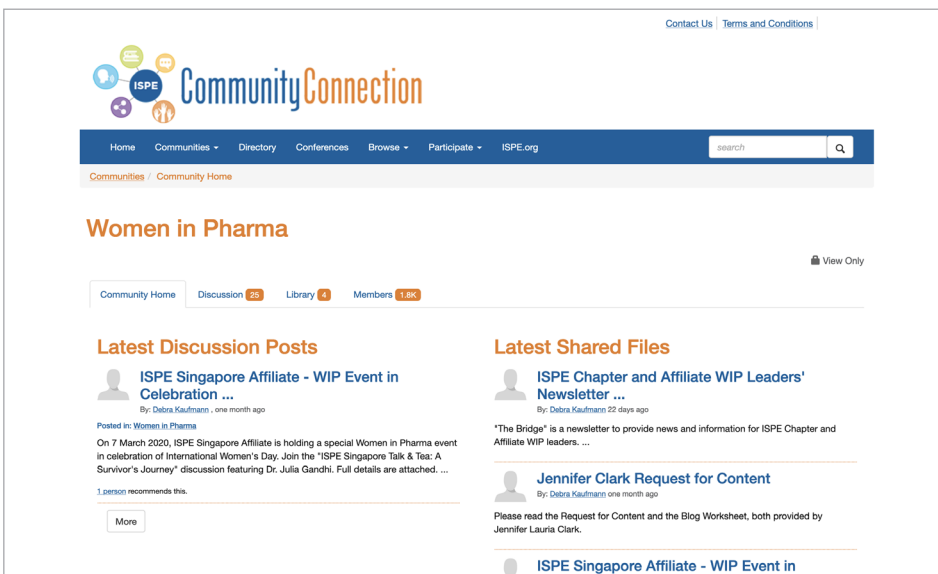 Contact Us Terms and Conditions
ISPE CommunityConnection
Home Communities Directory Conferences Browse Participate ISPE.org search
Communities / Community Home
Women in Pharma
View Only
Community Home Discussion 25 Library 4 Members 1.8K
Latest Discussion Posts
ISPE Singapore Affiliate - WIP Event in
Celebration ...
By: Debra Kaufmann , one month ago
Posted in: Women in Pharma
On 7 March 2020, ISPE Singapore Affiliate is holding a special Women in Pharma event
in celebration of International Women's Day. Join the "ISPE Singapore Talk & Tea: A
Survivor's Journey" discussion featuring Dr. Julia Gandhi. Full details are attached. ...
1 person recommends this.
More
Latest Shared Files
ISPE Chapter and Affiliate WIP Leaders'
Newsletter ...
By: Debra Kaufmann 22 days ago
"The Bridge" is a newsletter to provide news and information for ISPE Chapter and
Affiliate WIP leaders. ...
Jennifer Clark Request for Content
By: Debra Kaufmann one month ago
Please read the Request for Content and the Blog Worksheet, both provided by
Jennifer Lauria Clark.
ISPE Singapore Affiliate - WIP Event in